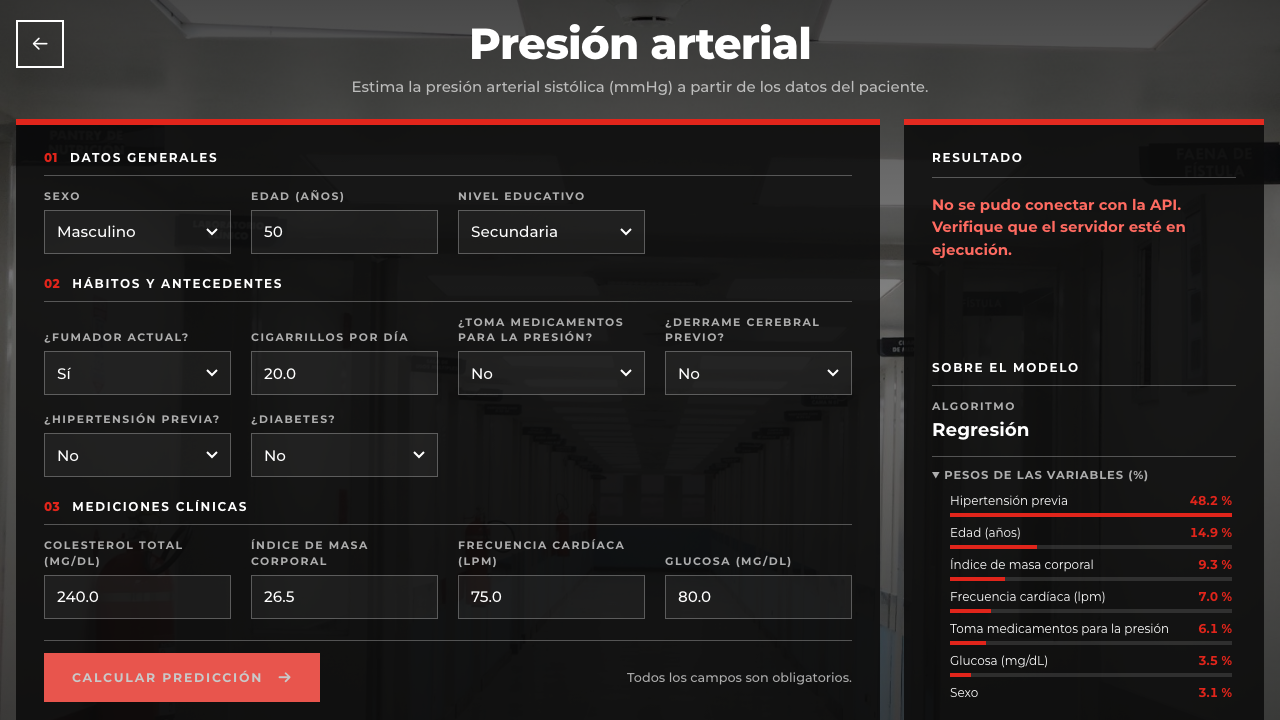 Presión arterial
Estima la presión arterial sistólica (mmHg) a partir de los datos del paciente.
01 DATOS GENERALES
SEXO
Masculino
EDAD (AÑOS)
50
NIVEL EDUCATIVO
Secundaria
02 HÁBITOS Y ANTECEDENTES
¿FUMADOR ACTUAL?
Sí
CIGARRILLOS POR DÍA
20.0
¿TOMA MEDICAMENTOS
PARA LA PRESIÓN?
No
¿DERRAME CEREBRAL
PREVIO?
No
¿HIPERTENSIÓN PREVIA?
No
¿DIABETES?
No
03 MEDICIONES CLÍNICAS
COLESTEROL TOTAL
(MG/DL)
240.0
ÍNDICE DE MASA
CORPORAL
26.5
FRECUENCIA CARDÍACA
(LPM)
75.0
GLUCOSA (MG/DL)
80.0
CALCULAR PREDICCIÓN →
Todos los campos son obligatorios.
RESULTADO
No se pudo conectar con la API.
Verifique que el servidor esté en
ejecución.
SOBRE EL MODELO
ALGORITMO
Regresión
PESOS DE LAS VARIABLES (%)
Hipertensión previa 48.2 %
Edad (años) 14.9 %
Índice de masa corporal 9.3 %
Frecuencia cardíaca (lpm) 7.0 %
Toma medicamentos para la presión 6.1 %
Glucosa (mg/dL) 3.5 %
Sexo 3.1 %